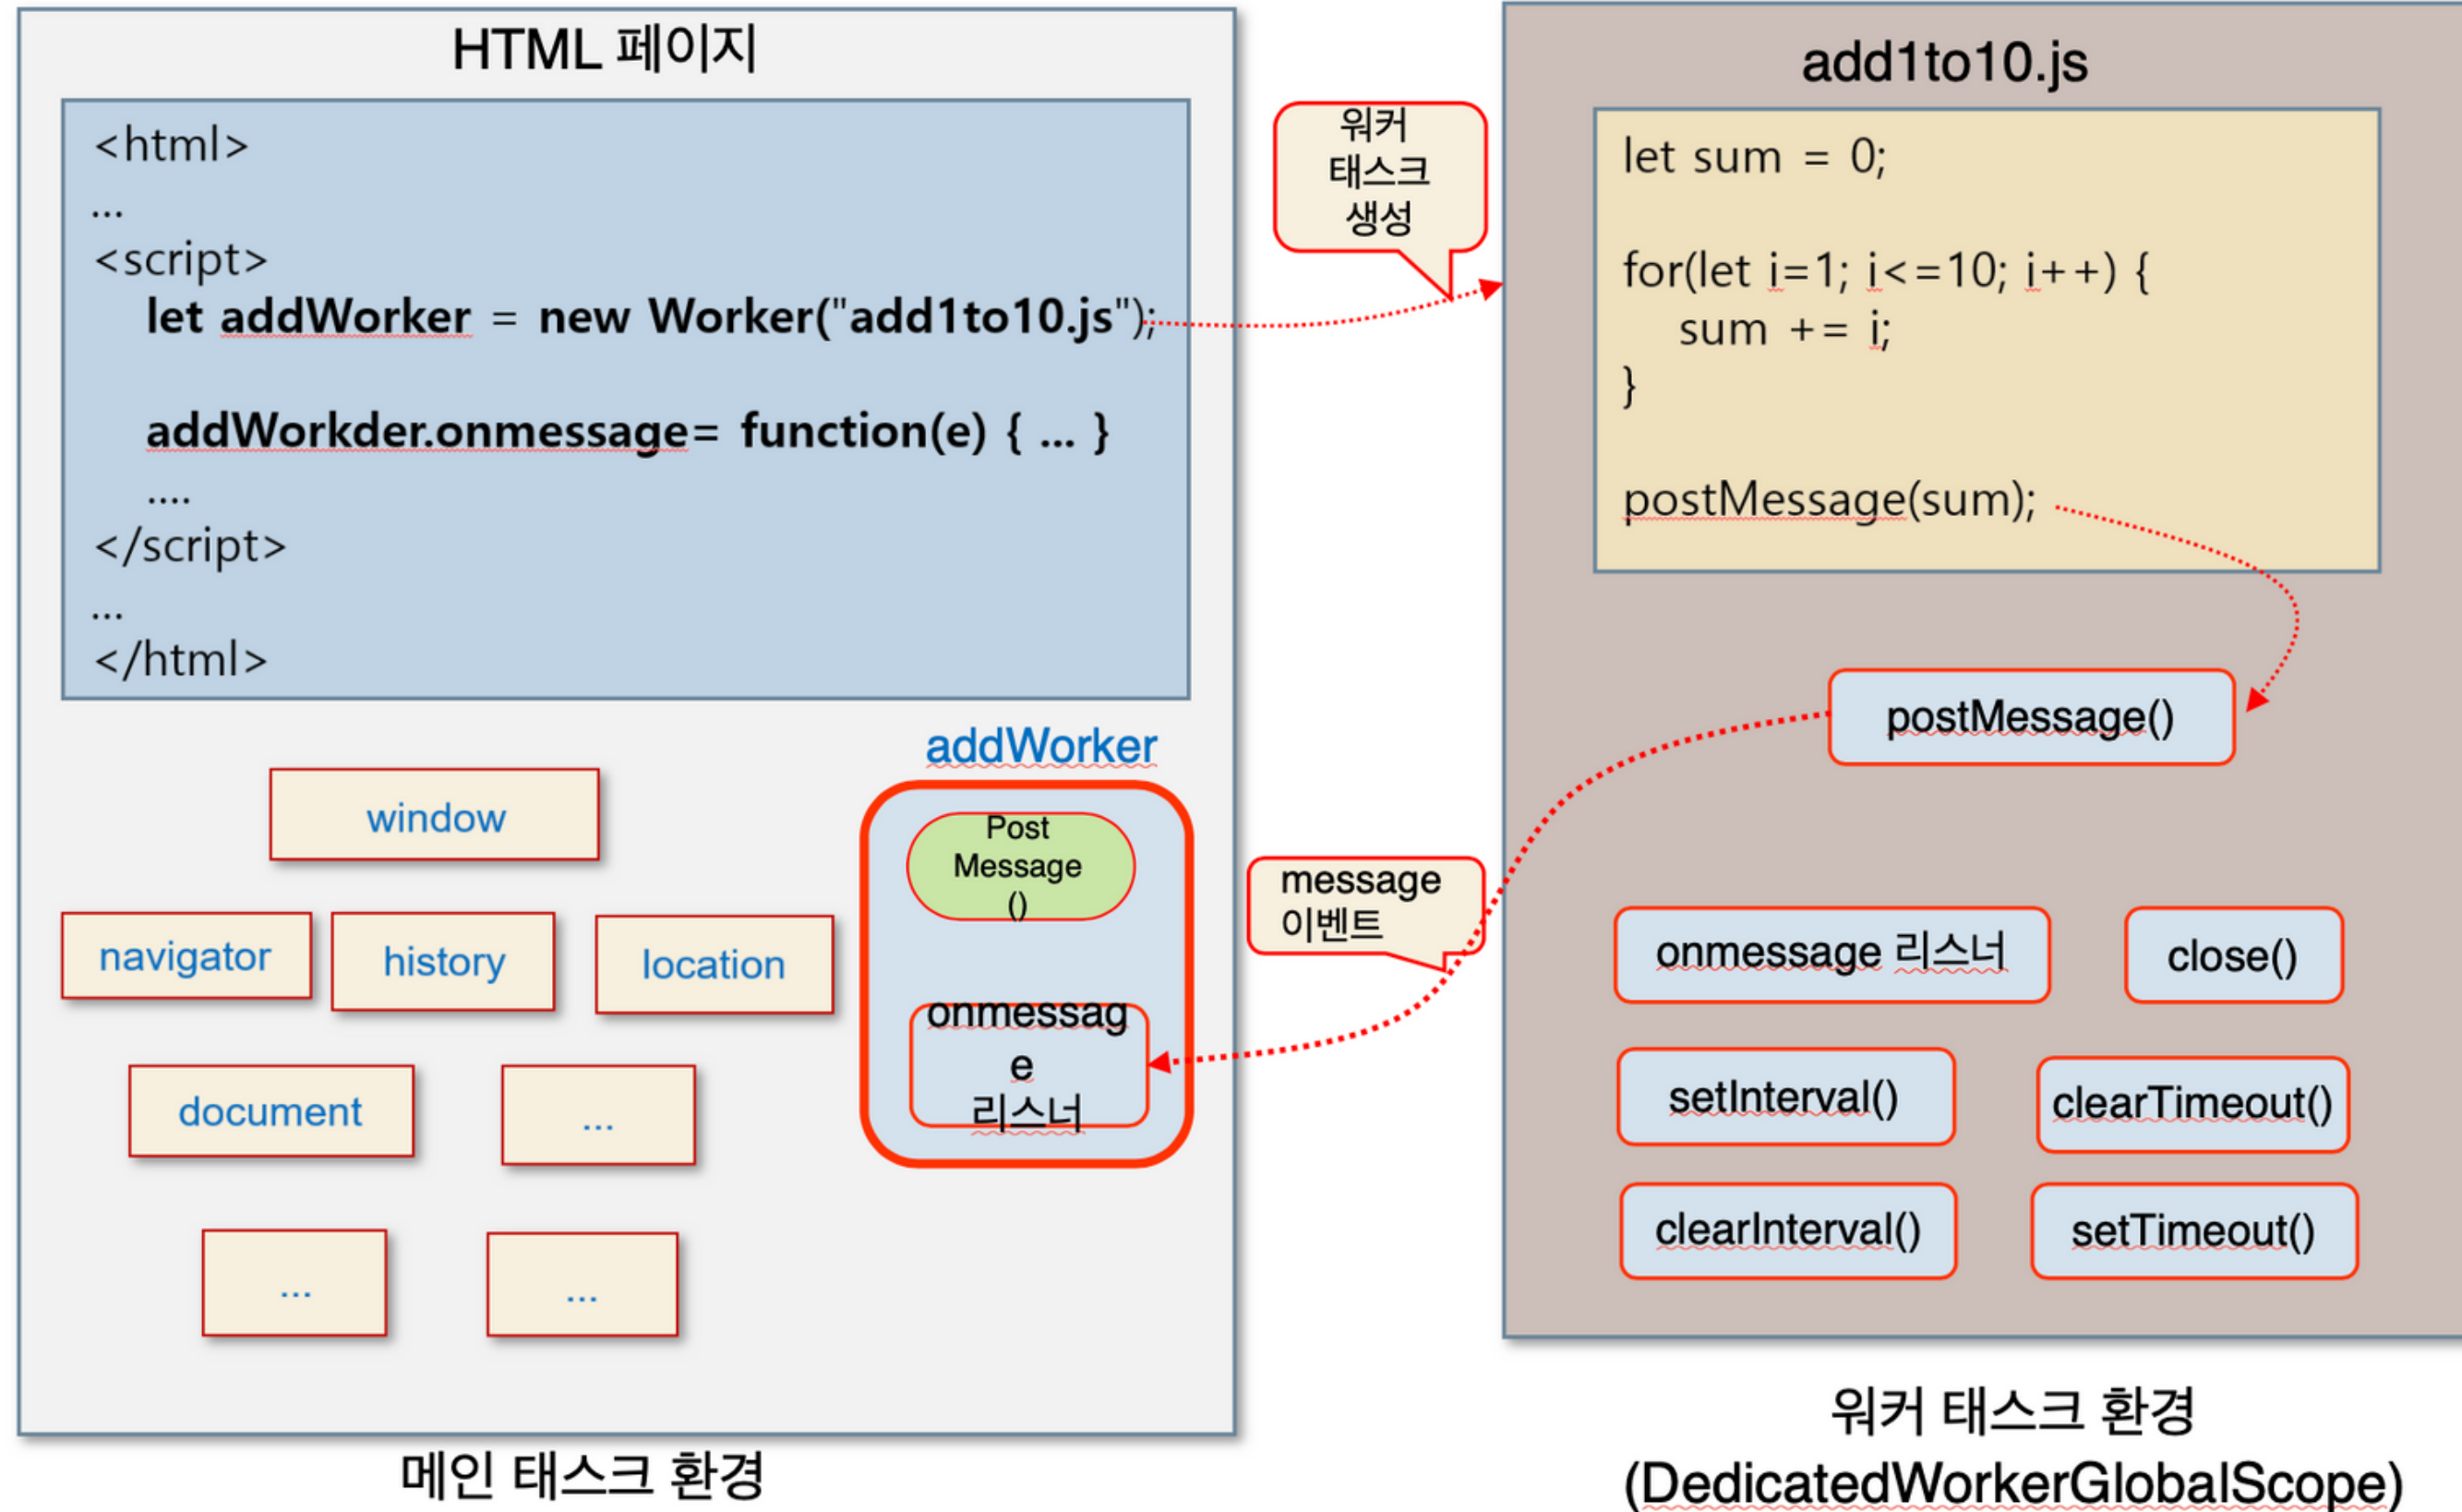 HTML 페이지
<html>
...
<script>
let addWorker = new Worker("add1to10.js");
addWorkder.onmessage= function(e) { ... }
....
</script>
...
</html>
워커
태스크
생성
add1to10.js
let sum = 0;
for(let i=1; i<=10; i++) {
sum += i;
}
postMessage(sum);
postMessage()
addWorker
Post
Message
()
onmessag
e
리스너
window
navigator
history
location
document
...
...
...
message
이벤트
onmessage 리스너
close()
setInterval()
clearTimeout()
clearInterval()
setTimeout()
메인 태스크 환경
워커 태스크 환경
(DedicatedWorkerGlobalScope)